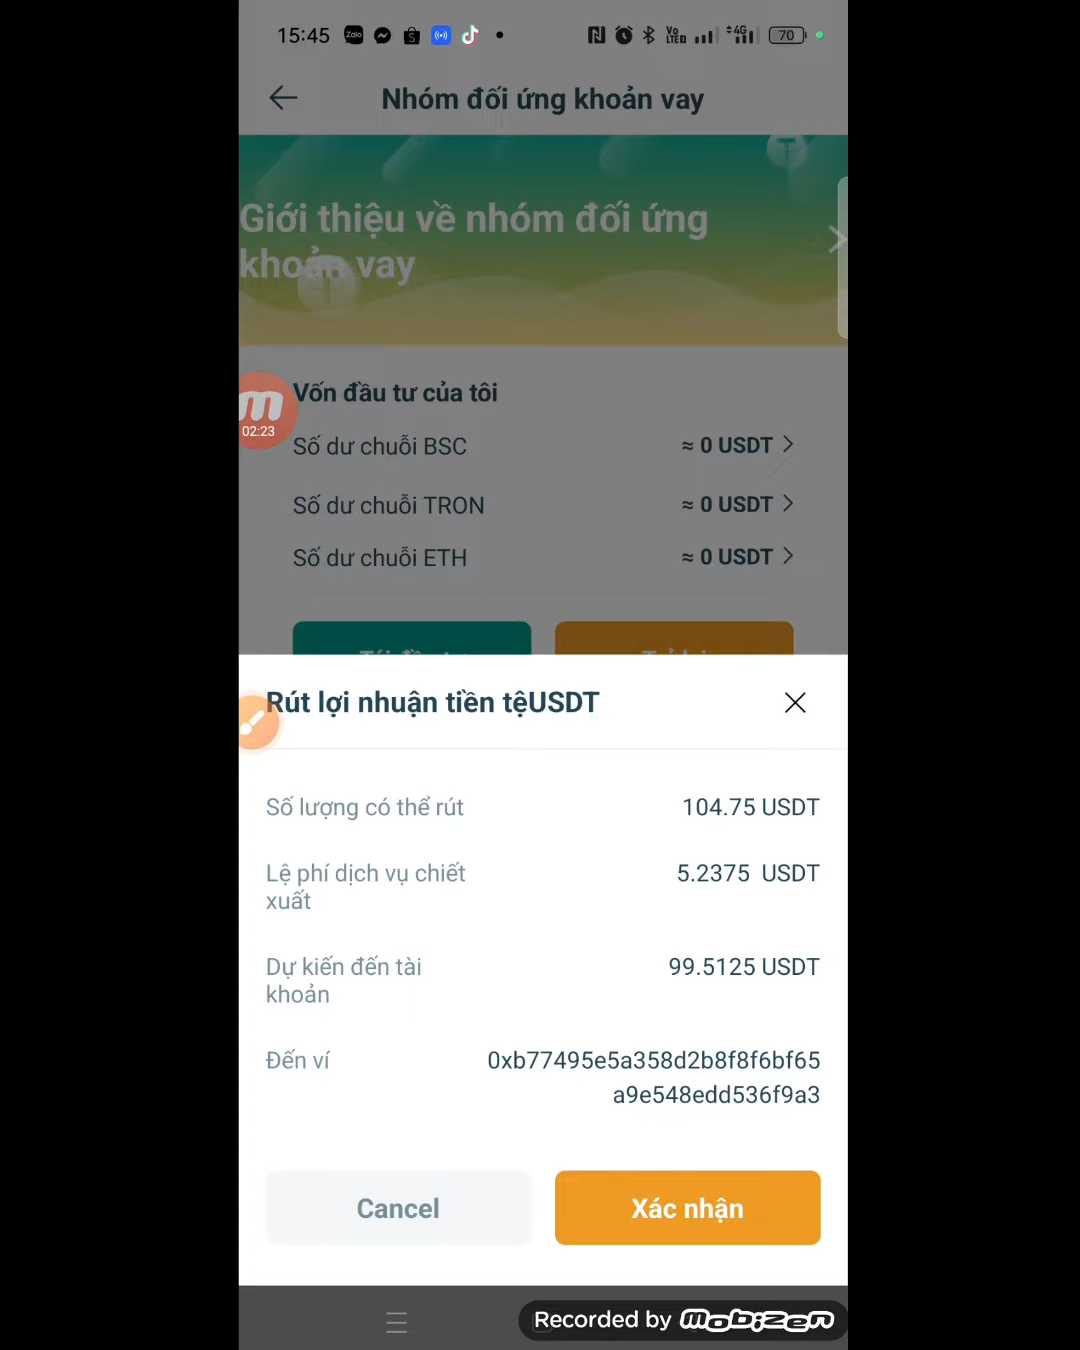 15:45
Zalo
VoLTED
4G
70
Nhóm đối ứng khoản vay
Giới thiệu về nhóm đối ứng
khoản vay
Vốn đầu tư của tôi
m
02:23
Số dư chuỗi BSC ≈ 0 USDT
Số dư chuỗi TRON ≈ 0 USDT
Số dư chuỗi ETH ≈ 0 USDT
Rút lợi nhuận tiền tệUSDT
Số lượng có thể rút 104.75 USDT
Lệ phí dịch vụ chiết 5.2375 USDT
xuất
Dự kiến đến tài 99.5125 USDT
khoản
Đến ví 0xb77495e5a358d2b8f8f6bf65
a9e548edd536f9a3
Cancel Xác nhận
Recorded by mobizen